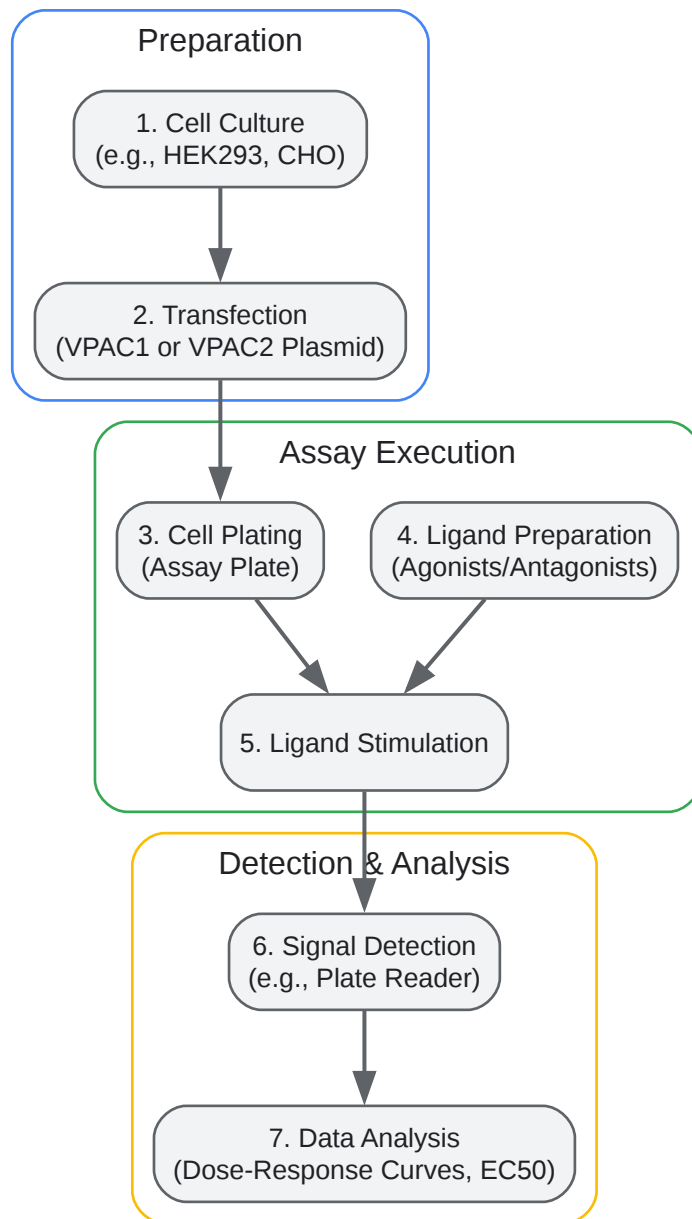 Preparation
1. Cell Culture
(e.g., HEK293, CHO)
2. Transfection
(VPAC1 or VPAC2 Plasmid)
Assay Execution
3. Cell Plating
(Assay Plate)
4. Ligand Preparation
(Agonists/Antagonists)
5. Ligand Stimulation
Detection & Analysis
6. Signal Detection
(e.g., Plate Reader)
7. Data Analysis
(Dose-Response Curves, EC50)